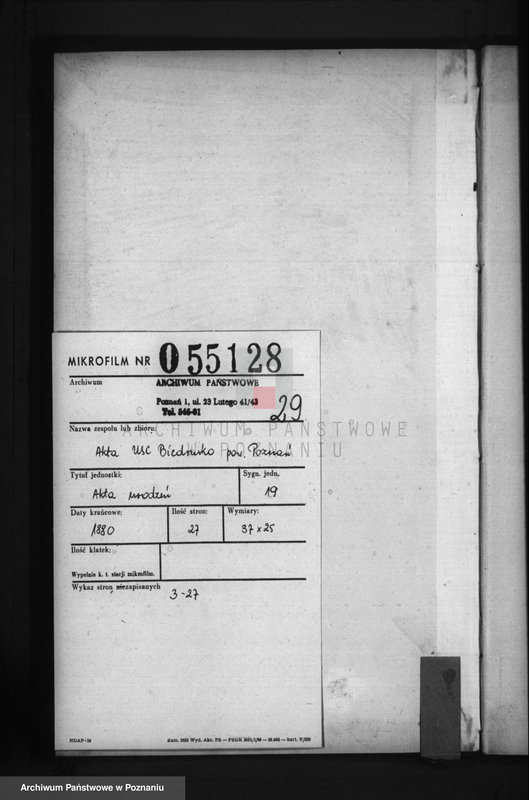 MIKROFILM NR 055128
Archiwum ARCHIWUM PAŃSTWOWE
Poznań 1, ul. 23 Lutego 41/43
Tel. 546-01
29
Nazwa zespołu lub zbioru:
Akta USC Biedrusko pow. Poznań
Tytuł jednostki: Sygn. jedn.
Akta urodzeń 19
Daty krańcowe: Ilość stron: Wymiary:
1880 27 37 x 25
Ilość klatek:
Wypełnia k. t. stacji mikrofilm.
Wykaz stron niezapisanych
3-27
ARCHIWUM PAŃSTWOWE
W POZNANIU
Archiwum Państwowe w Poznaniu